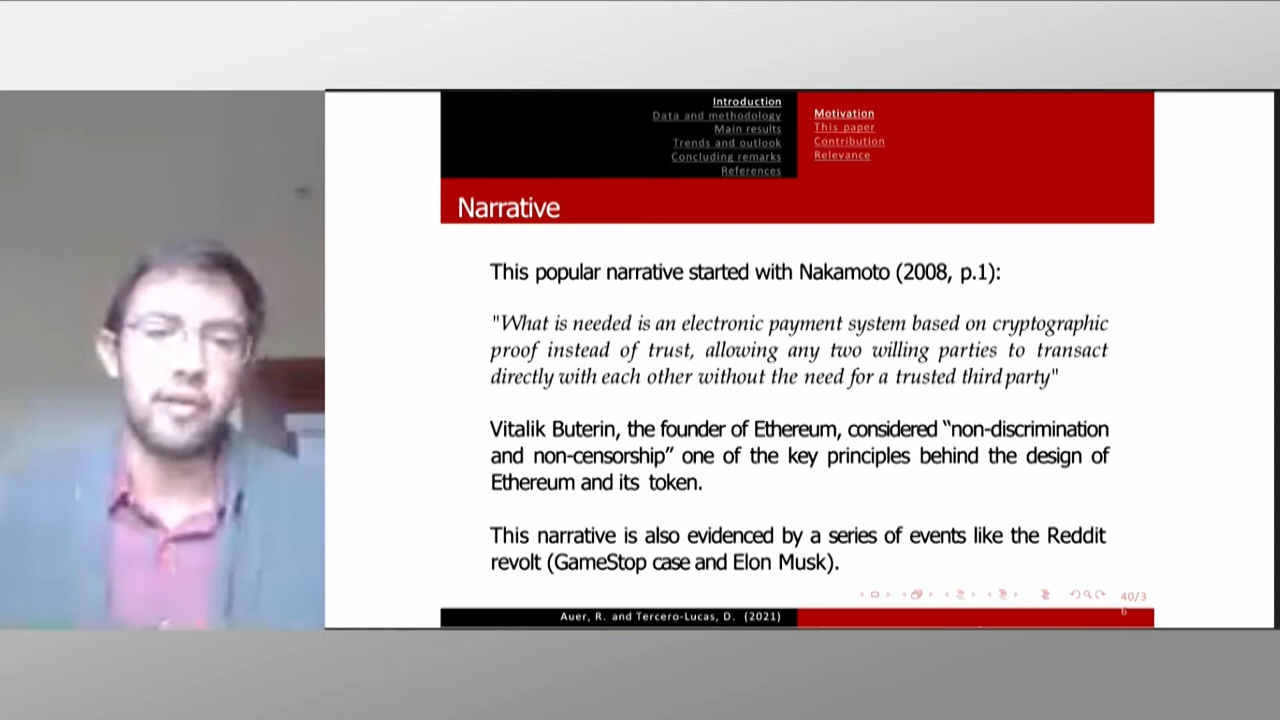 Introduction
Data and methodology
Main results
Trends and outlook
Concluding remarks
References
Motivation
This paper
Contribution
Relevance
Narrative
This popular narrative started with Nakamoto (2008, p.1):
"What is needed is an electronic payment system based on cryptographic
proof instead of trust, allowing any two willing parties to transact
directly with each other without the need for a trusted third party"
Vitalik Buterin, the founder of Ethereum, considered “non-discrimination
and non-censorship” one of the key principles behind the design of
Ethereum and its token.
This narrative is also evidenced by a series of events like the Reddit
revolt (GameStop case and Elon Musk).
40/3
6
Auer, R. and Tercero-Lucas, D. (2021)